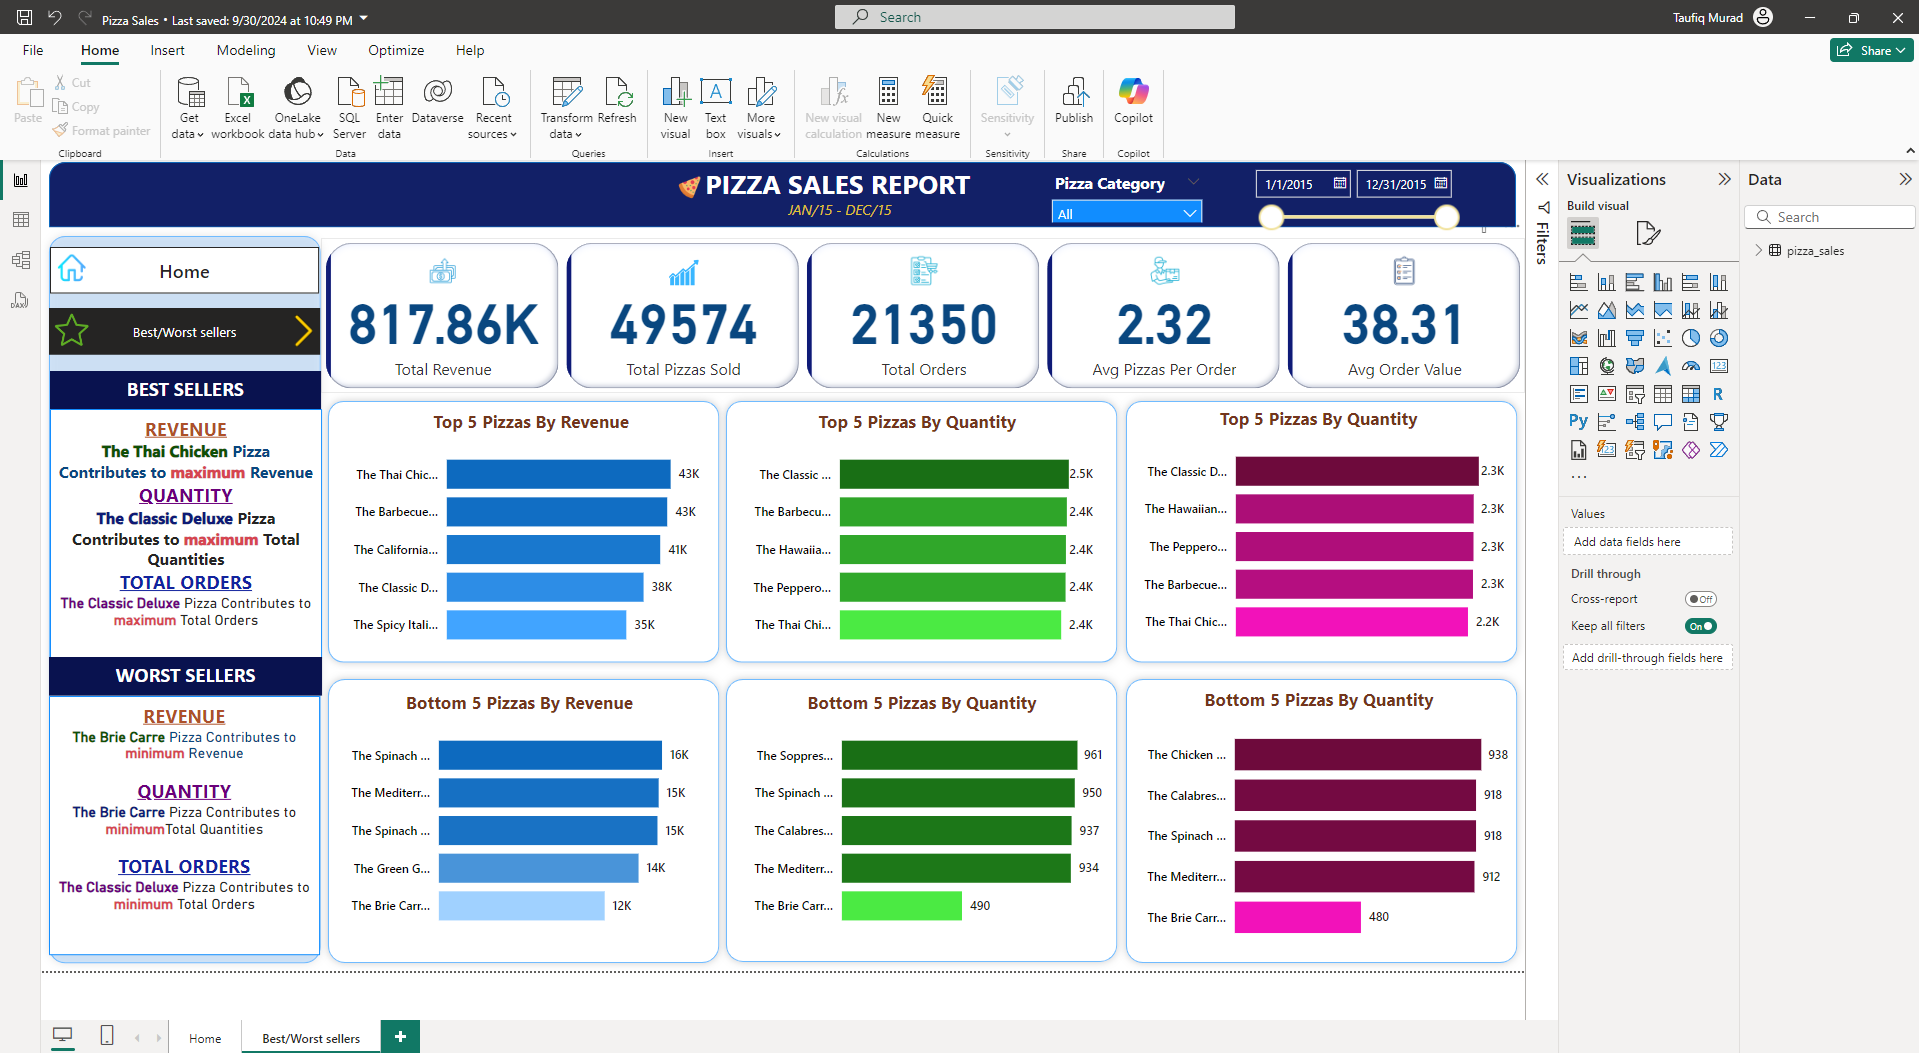 Pizza Sales • Last saved: 9/30/2024 at 10:49 PM
Search
Taufiq Murad
File Home Insert Modeling View Optimize Help
Share
Paste
Cut
Copy
Format painter
Clipboard
Get data
Excel workbook
OneLake data hub
SQL Server
Enter data
Dataverse
Recent sources
Data
Transform data
Refresh
Queries
New visual
Text box
More visuals
Insert
New visual calculation
New measure
Quick measure
Calculations
Sensitivity
Sensitivity
Publish
Share
Copilot
Copilot
PIZZA SALES REPORT
JAN/15 - DEC/15
Pizza Category
All
1/1/2015
12/31/2015
Home
Best/Worst sellers
BEST SELLERS
REVENUE
The Thai Chicken Pizza
Contributes to maximum Revenue
QUANTITY
The Classic Deluxe Pizza
Contributes to maximum Total
Quantities
TOTAL ORDERS
The Classic Deluxe Pizza Contributes to
maximum Total Orders
WORST SELLERS
REVENUE
The Brie Carre Pizza Contributes to
minimum Revenue
QUANTITY
The Brie Carre Pizza Contributes to
minimumTotal Quantities
TOTAL ORDERS
The Classic Deluxe Pizza Contributes to
minimum Total Orders
817.86K
Total Revenue
49574
Total Pizzas Sold
21350
Total Orders
2.32
Avg Pizzas Per Order
38.31
Avg Order Value
Top 5 Pizzas By Revenue
The Thai Chic... 43K
The Barbecue... 43K
The California... 41K
The Classic D... 38K
The Spicy Itali... 35K
Top 5 Pizzas By Quantity
The Classic ... 2.5K
The Barbecu... 2.4K
The Hawaiia... 2.4K
The Peppero... 2.4K
The Thai Chi... 2.4K
Top 5 Pizzas By Quantity
The Classic D... 2.3K
The Hawaiian... 2.3K
The Peppero... 2.3K
The Barbecue... 2.3K
The Thai Chic... 2.2K
Bottom 5 Pizzas By Revenue
The Spinach ... 16K
The Mediterr... 15K
The Spinach ... 15K
The Green G... 14K
The Brie Carr... 12K
Bottom 5 Pizzas By Quantity
The Soppres... 961
The Spinach ... 950
The Calabres... 937
The Mediterr... 934
The Brie Carr... 490
Bottom 5 Pizzas By Quantity
The Chicken ... 938
The Calabres... 918
The Spinach ... 918
The Mediterr... 912
The Brie Carr... 480
Filters
Visualizations
Build visual
123
R
Py
123
...
Values
Add data fields here
Drill through
Cross-report Off
Keep all filters On
Add drill-through fields here
Data
Search
pizza_sales
DAX
Home
Best/Worst sellers